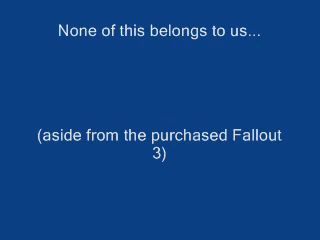 None of this belongs to us...
(aside from the purchased Fallout
3)